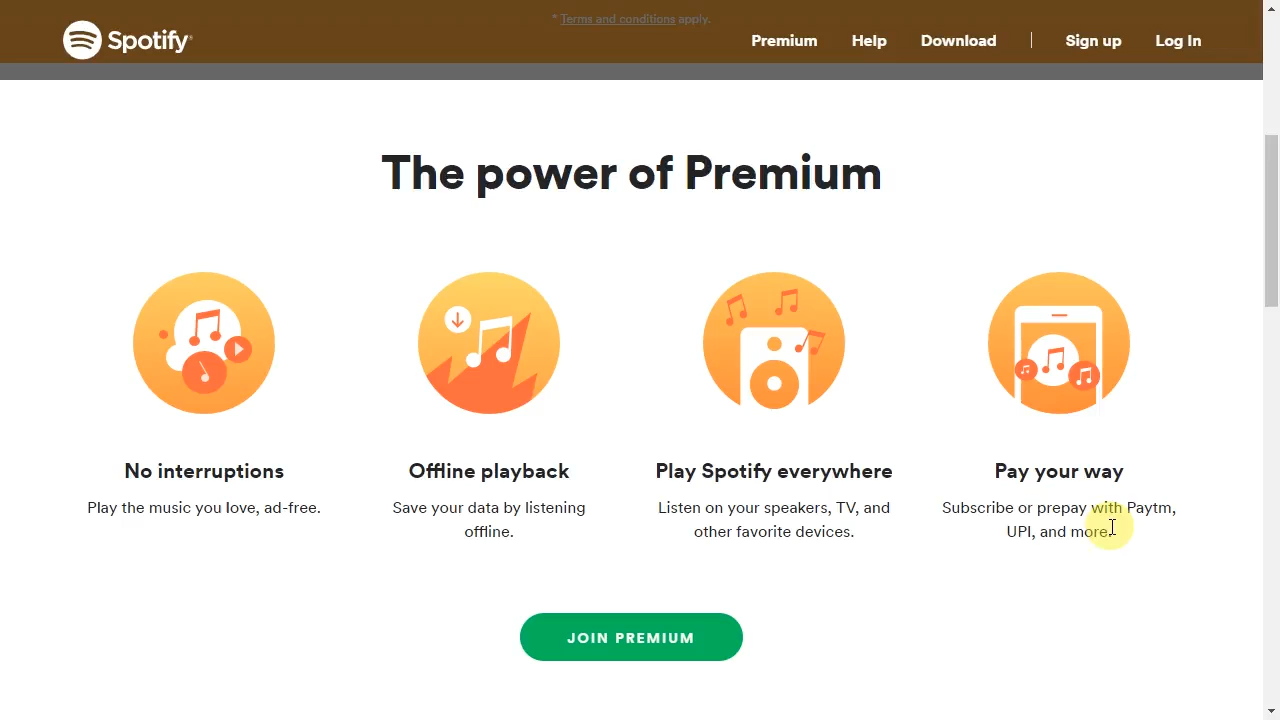 * Terms and conditions apply.
Spotify®
Premium Help Download | Sign up Log In
The power of Premium
No interruptions
Play the music you love, ad-free.
Offline playback
Save your data by listening
offline.
Play Spotify everywhere
Listen on your speakers, TV, and
other favorite devices.
Pay your way
Subscribe or prepay with Paytm,
UPI, and more.
JOIN PREMIUM